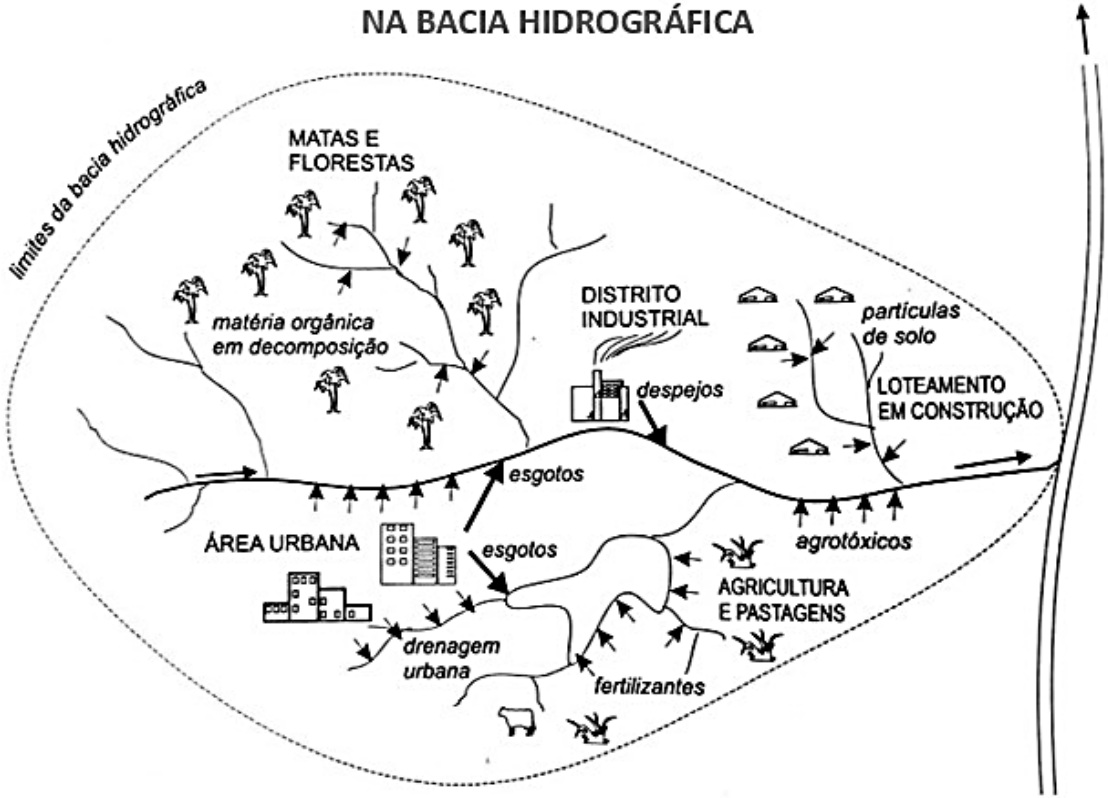 NA BACIA HIDROGRÁFICA
limites da bacia hidrográfica
MATAS E
FLORESTAS
matéria orgânica
em decomposição
DISTRITO
INDUSTRIAL
despejos
partículas
de solo
LOTEAMENTO
EM CONSTRUÇÃO
esgotos
ÁREA URBANA
esgotos
agrotóxicos
AGRICULTURA
E PASTAGENS
drenagem
urbana
fertilizantes